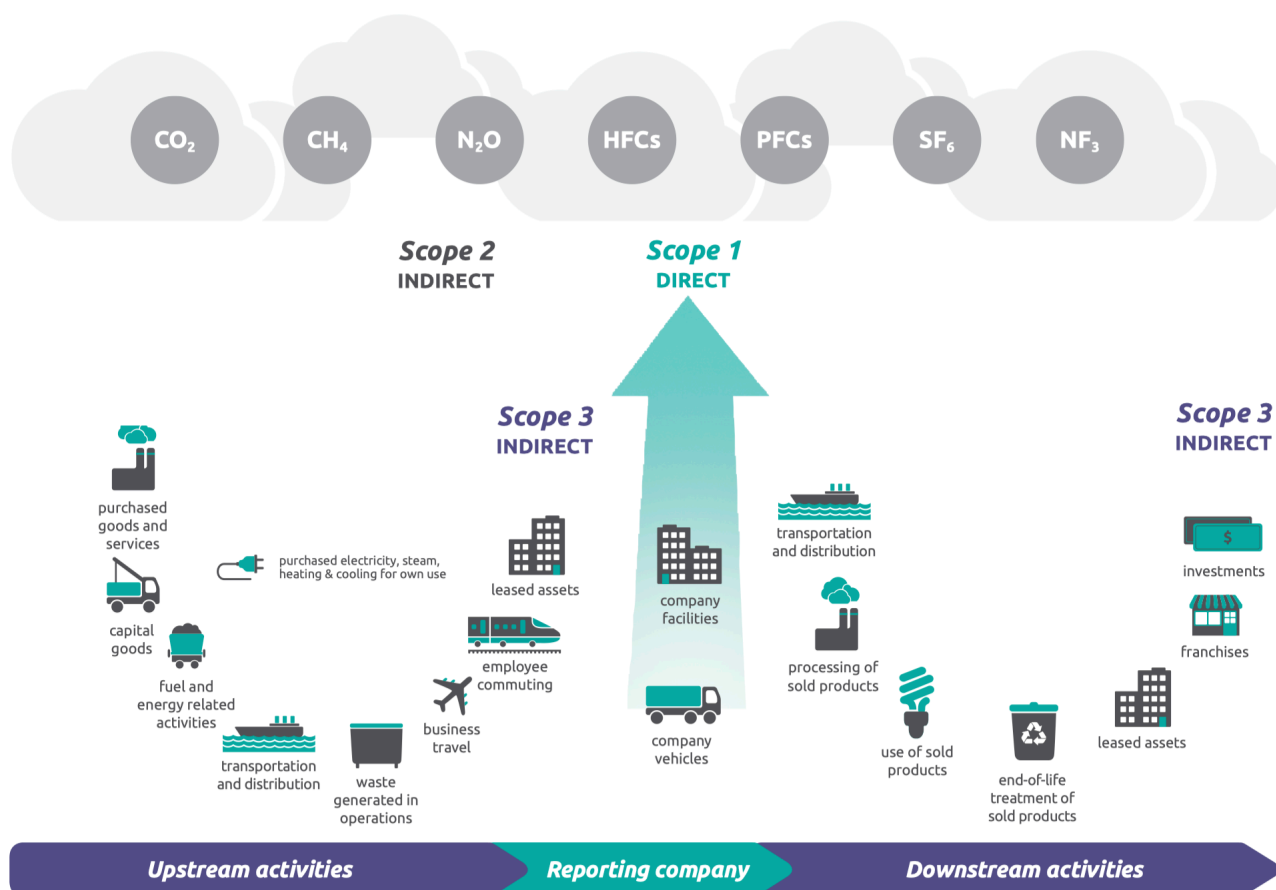 CO₂
CH₄
N₂O
HFCs
PFCs
SF₆
NF₃
Scope 2
INDIRECT
Scope 1
DIRECT
Scope 3
INDIRECT
Scope 3
INDIRECT
purchased
goods and
services
capital
goods
fuel and
energy related
activities
purchased electricity, steam,
heating & cooling for own use
transportation
and distribution
waste
generated in
operations
business
travel
employee
commuting
leased assets
company
facilities
company
vehicles
transportation
and distribution
processing of
sold products
use of sold
products
end-of-life
treatment of
sold products
leased assets
franchises
$
investments
Upstream activities
Reporting company
Downstream activities